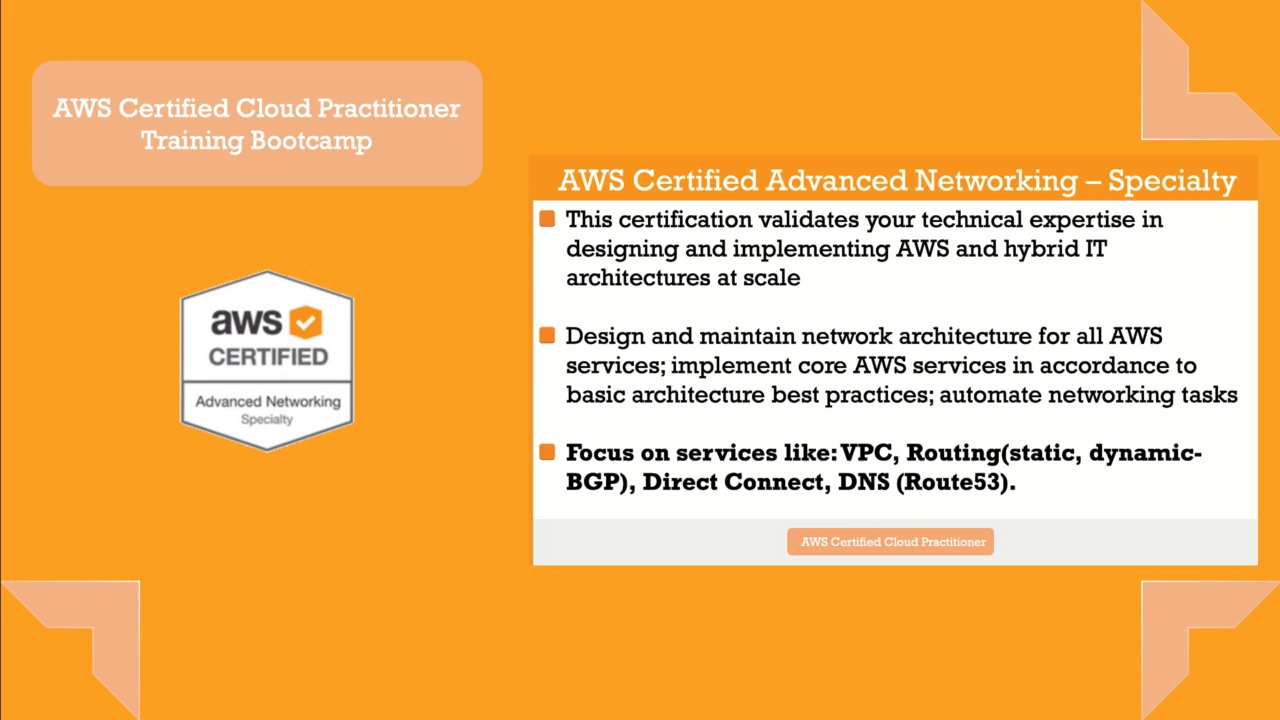 AWS Certified Cloud Practitioner
Training Bootcamp
aws
CERTIFIED
Advanced Networking
Specialty
AWS Certified Advanced Networking – Specialty
This certification validates your technical expertise in
designing and implementing AWS and hybrid IT
architectures at scale
Design and maintain network architecture for all AWS
services; implement core AWS services in accordance to
basic architecture best practices; automate networking tasks
Focus on services like: VPC, Routing(static, dynamic-
BGP), Direct Connect, DNS (Route53).
AWS Certified Cloud Practitioner